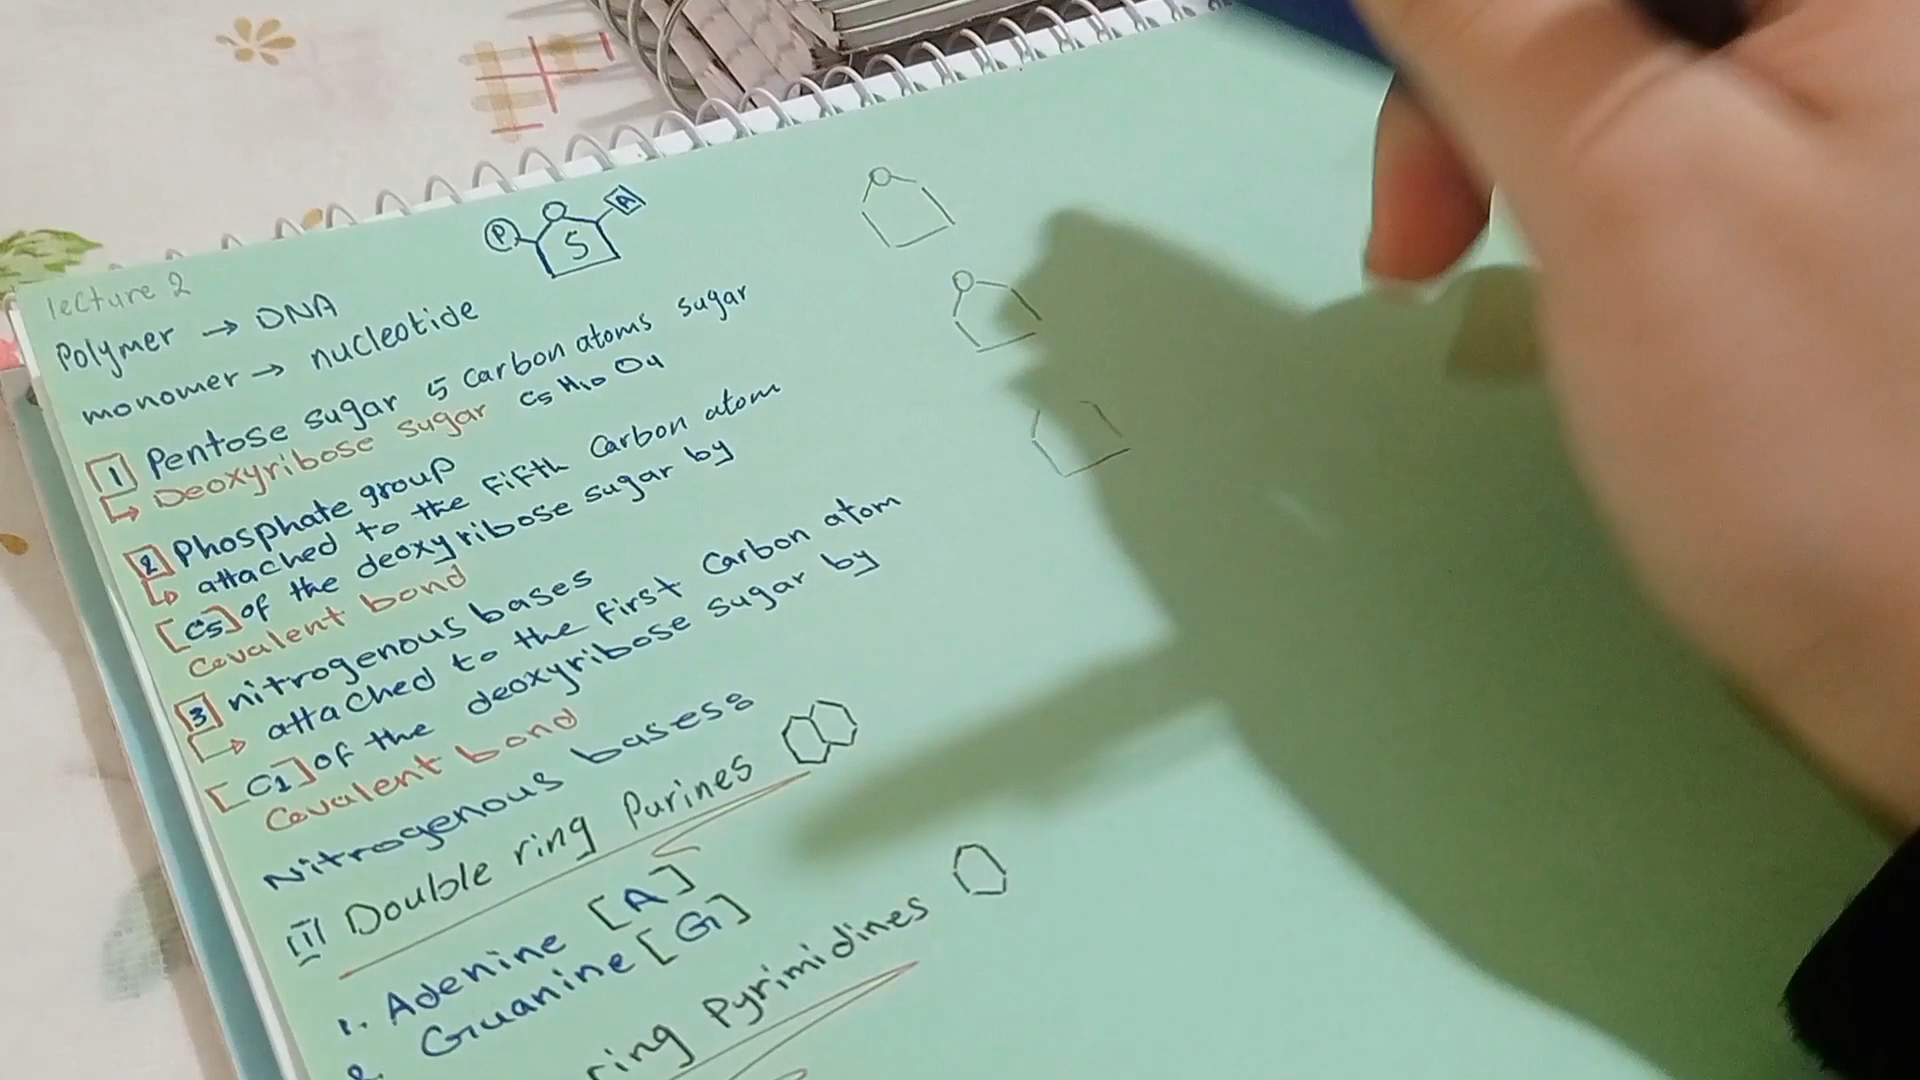 lecture 2
P S A
Polymer → DNA
monomer → nucleotide
1 Pentose sugar 5 Carbon atoms sugar
↳ Deoxyribose sugar C5 H10 O4
2 Phosphate group
↳ attached to the fifth Carbon atom
[C5] of the deoxyribose sugar by
Covalent bond
3 nitrogenous bases
↳ attached to the first Carbon atom
[C1] of the deoxyribose sugar by
Covalent bond
Nitrogenous bases:
[1] Double ring Purines
1. Adenine [A]
2. Guanine [G]
ring Pyrimidines